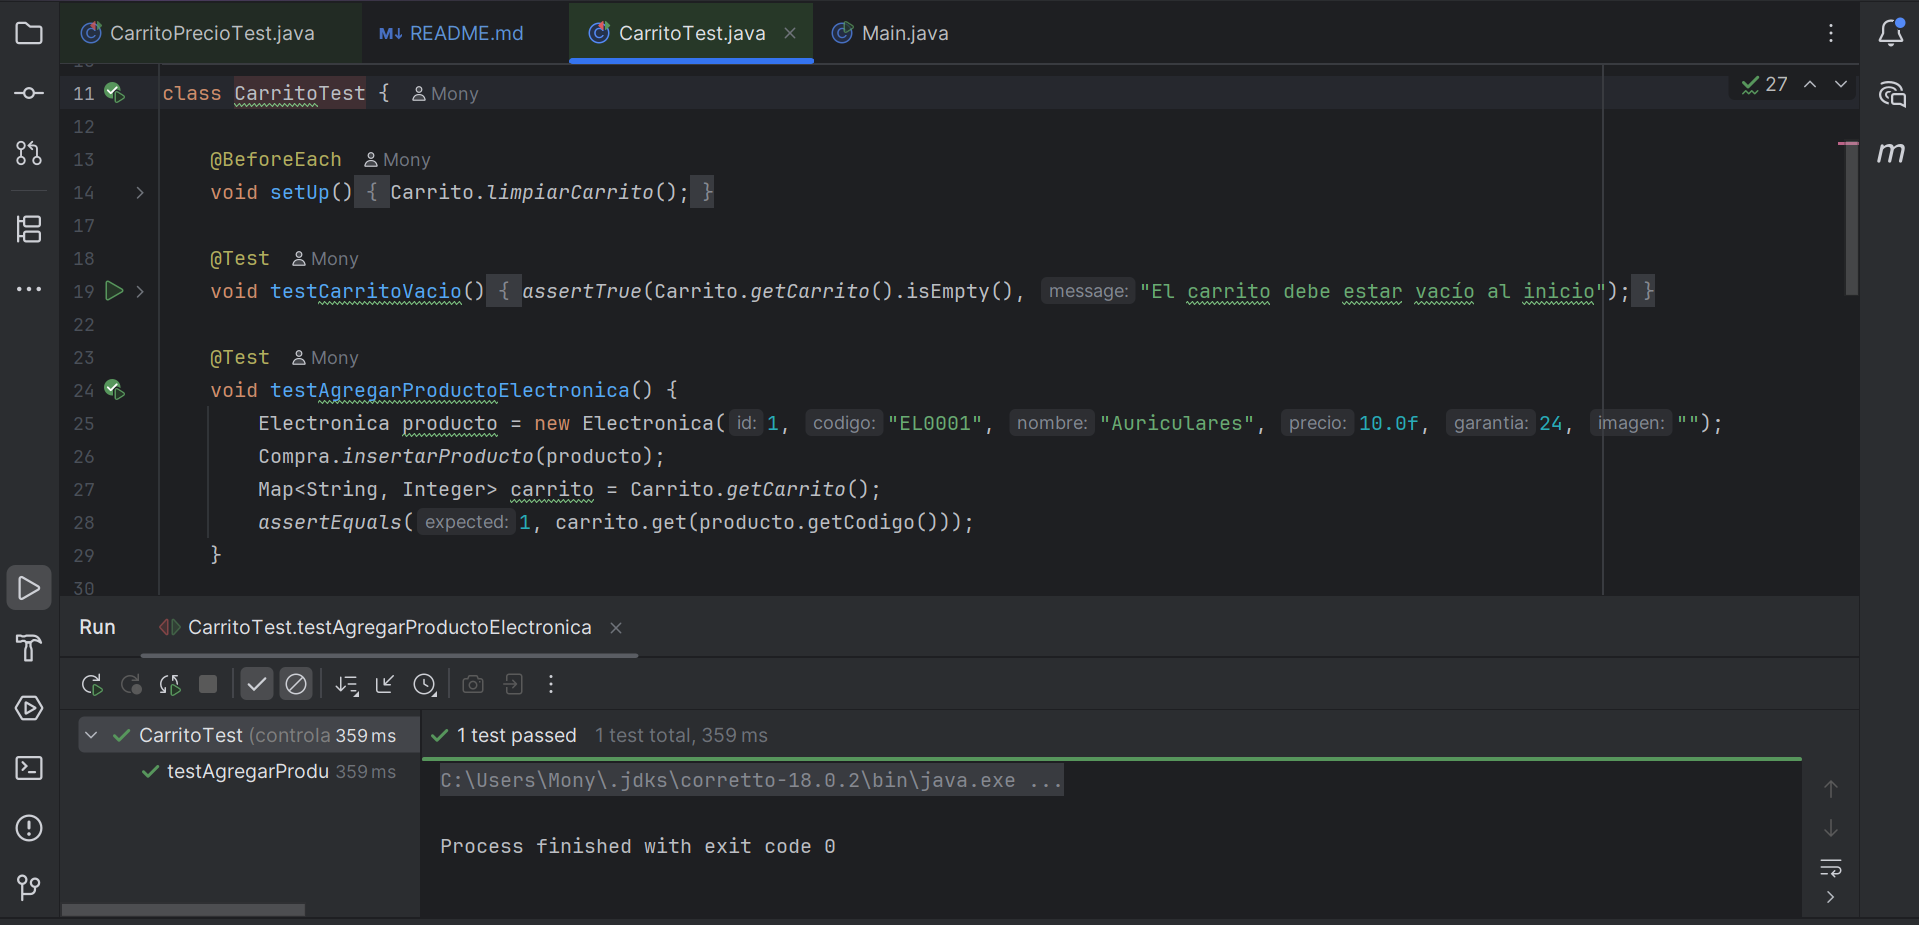 CarritoPrecioTest.java M↓ README.md CarritoTest.java Main.java
11 class CarritoTest { Mony 27
12
13 @BeforeEach Mony
14 void setUp() { Carrito.limpiarCarrito(); }
17
18 @Test Mony
19 void testCarritoVacio() { assertTrue(Carrito.getCarrito().isEmpty(), message: "El carrito debe estar vacío al inicio"); }
22
23 @Test Mony
24 void testAgregarProductoElectronica() {
25 Electronica producto = new Electronica( id: 1, codigo: "EL0001", nombre: "Auriculares", precio: 10.0f, garantia: 24, imagen: "");
26 Compra.insertarProducto(producto);
27 Map<String, Integer> carrito = Carrito.getCarrito();
28 assertEquals( expected: 1, carrito.get(producto.getCodigo()));
29 }
30
Run CarritoTest.testAgregarProductoElectronica
CarritoTest (controla 359 ms
testAgregarProdu 359 ms
1 test passed 1 test total, 359 ms
C:\Users\Mony\.jdks\corretto-18.0.2\bin\java.exe ...
Process finished with exit code 0